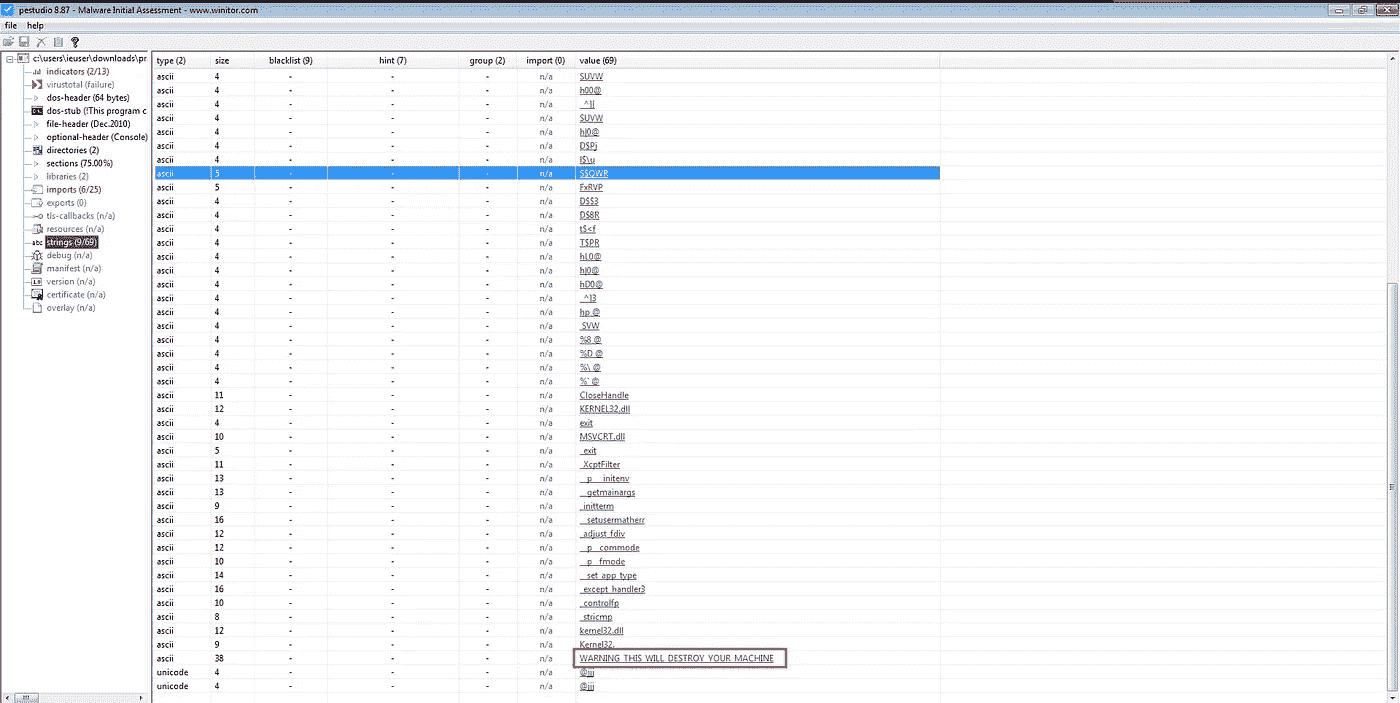 pestudio 8.87 - Malware Initial Assessment - www.winitor.com
file help
c:\users\ieuser\downloads\pr
indicators (2/13)
virustotal (failure)
dos-header (64 bytes)
dos-stub (!This program c
file-header (Dec.2010)
optional-header (Console)
directories (2)
sections (75.00%)
libraries (2)
imports (6/25)
exports (0)
tls-callbacks (n/a)
resources (n/a)
abc strings (9/69)
debug (n/a)
manifest (n/a)
1.0 version (n/a)
certificate (n/a)
overlay (n/a)
type (2) size blacklist (9) hint (7) group (2) import (0) value (69)
ascii 4 - - - n/a SUVW
ascii 4 - - - n/a h00@
ascii 4 - - - n/a _^][
ascii 4 - - - n/a SUVW
ascii 4 - - - n/a hj0@
ascii 4 - - - n/a D$Pj
ascii 4 - - - n/a
ascii 5 - - - n/a S$QWR
ascii 5 - - - n/a FxRVP
ascii 4 - - - n/a D$$3
ascii 4 - - - n/a D$8R
ascii 4 - - - n/a t$<f
ascii 4 - - - n/a T$PR
ascii 4 - - - n/a hL0@
ascii 4 - - - n/a
ascii 4 - - - n/a hD0@
ascii 4 - - - n/a _^]3
ascii 4 - - - n/a hp @
ascii 4 - - - n/a SVW
ascii 4 - - - n/a %8 @
ascii 4 - - - n/a %D @
ascii 4 - - - n/a %\ @
ascii 4 - - - n/a %` @
ascii 11 - - - n/a CloseHandle
ascii 12 - - - n/a KERNEL32.dll
ascii 4 - - - n/a exit
ascii 10 - - - n/a MSVCRT.dll
ascii 5 - - - n/a _exit
ascii 11 - - - n/a _XcptFilter
ascii 13 - - - n/a __p___initenv
ascii 13 - - - n/a __getmainargs
ascii 9 - - - n/a _initterm
ascii 16 - - - n/a __setusermatherr
ascii 12 - - - n/a _adjust_fdiv
ascii 12 - - - n/a __p__commode
ascii 10 - - - n/a __p__fmode
ascii 14 - - - n/a __set_app_type
ascii 16 - - - n/a _except_handler3
ascii 10 - - - n/a _controlfp
ascii 8 - - - n/a _stricmp
ascii 12 - - - n/a kernel32.dll
ascii 9 - - - n/a Kernel32.
ascii 38 - - - n/a WARNING_THIS_WILL_DESTROY_YOUR_MACHINE
unicode 4 - - - n/a @jjj
unicode 4 - - - n/a @jjj